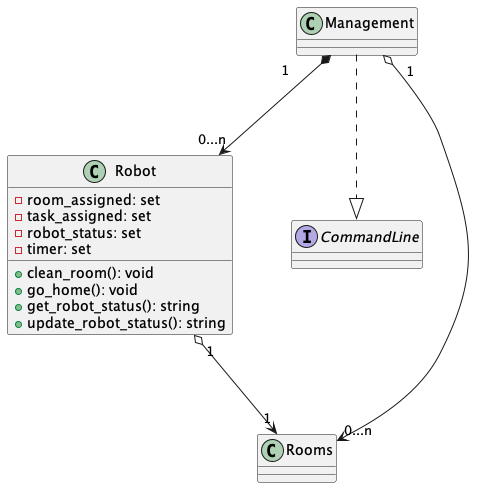 C Management
1
1
0...n
C Robot
room_assigned: set
task_assigned: set
robot_status: set
timer: set
clean_room(): void
go_home(): void
get_robot_status(): string
update_robot_status(): string
I CommandLine
1
1
0...n
C Rooms